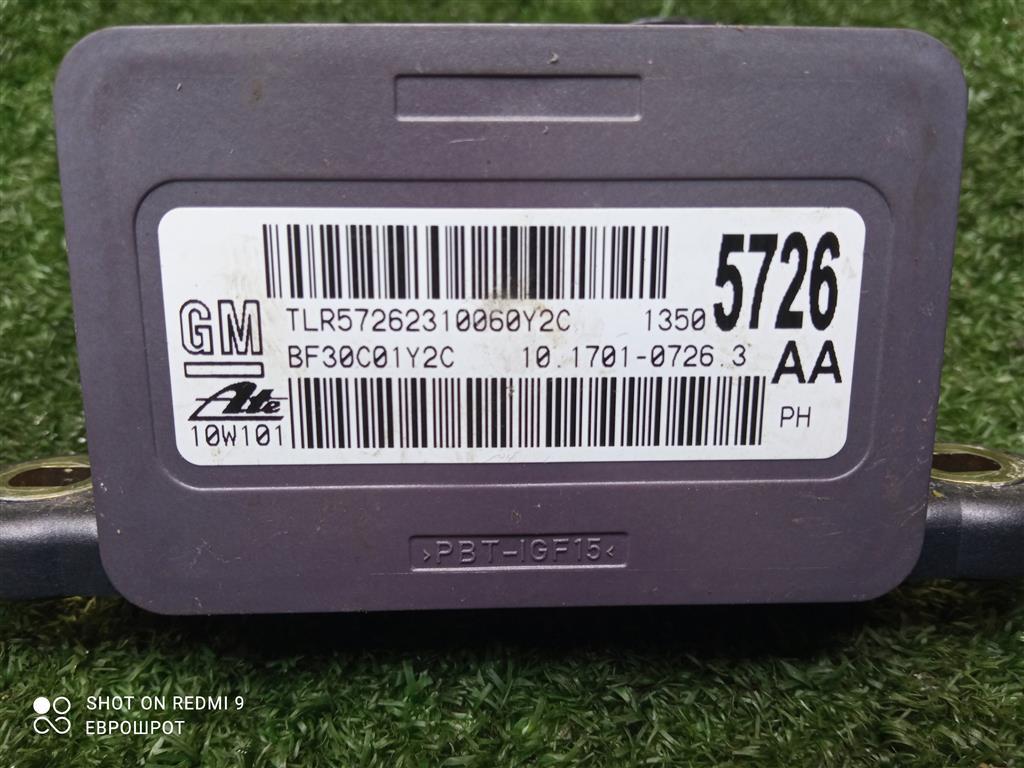 GM
TLR57262310060Y2C 1350 5726
BF30C01Y2C 10.1701-0726.3 AA
Ate
10W101 PH
>PBT-IGF15<
SHOT ON REDMI 9
ЕВРОШРОТ